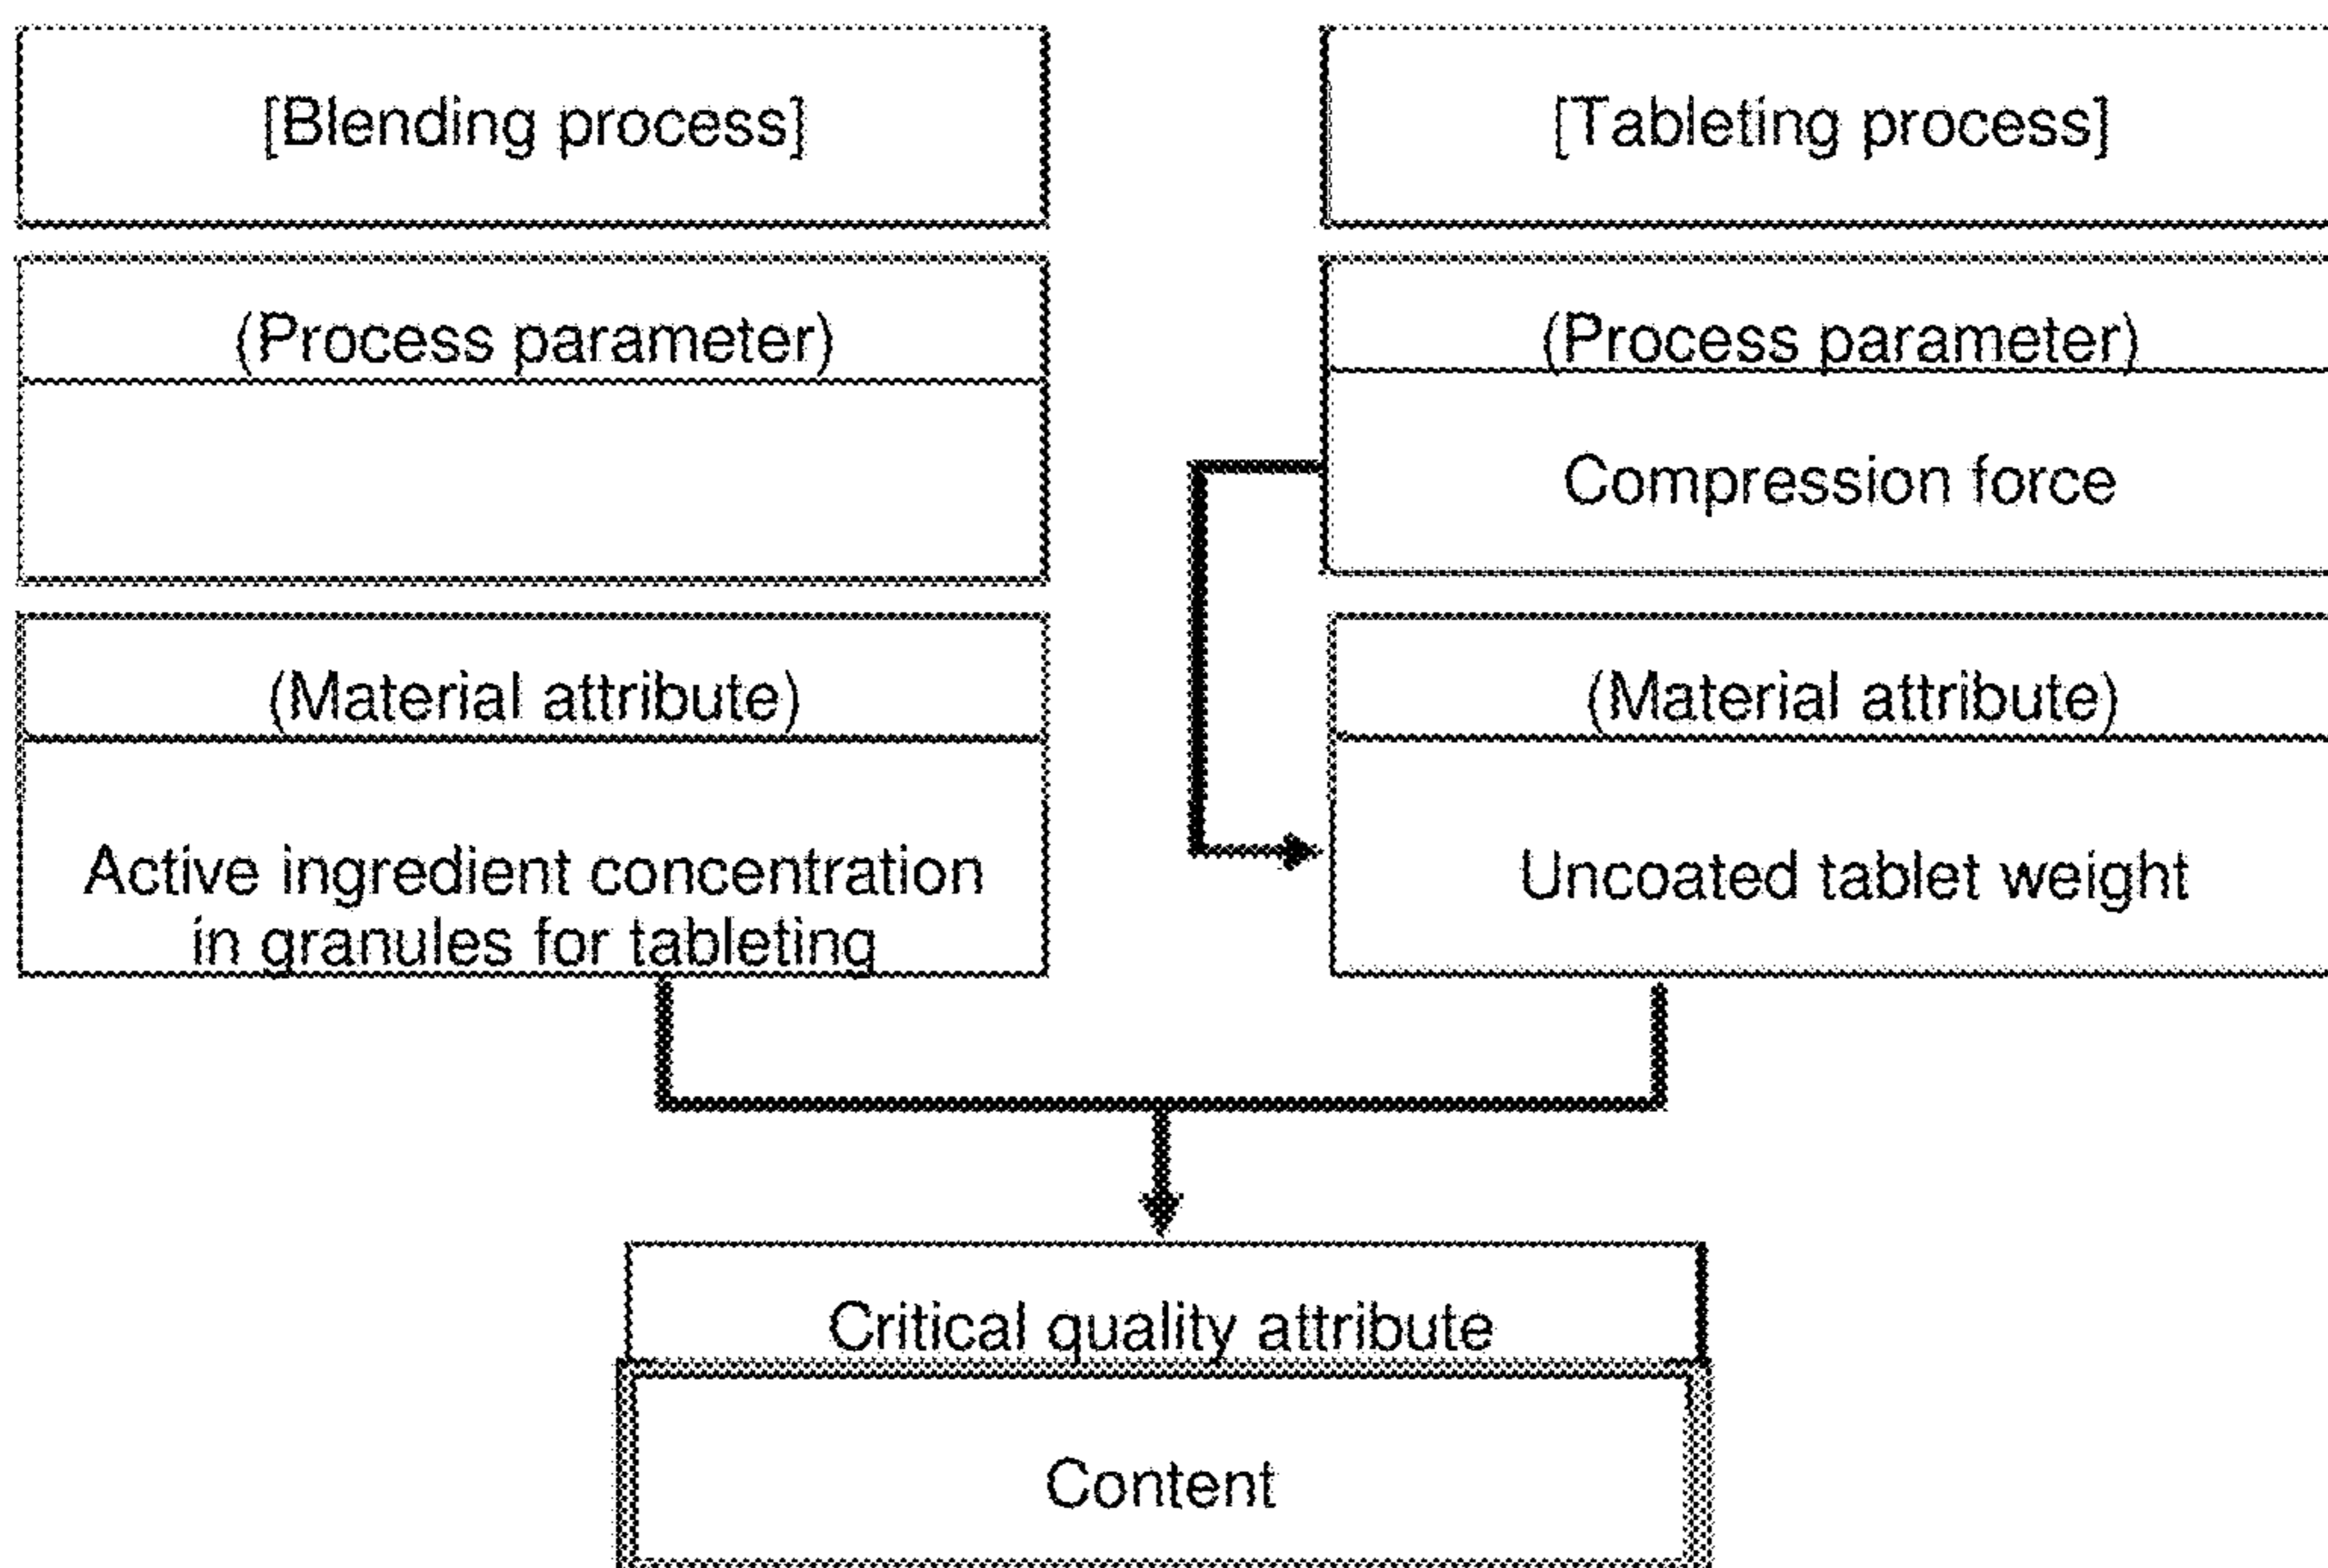 [Blending process]
[Tableting process]
(Process parameter)
(Process parameter)
Compression force
(Material attribute)
(Material attribute)
Active ingredient concentration
in granules for tableting
Uncoated tablet weight
Critical quality attribute
Content